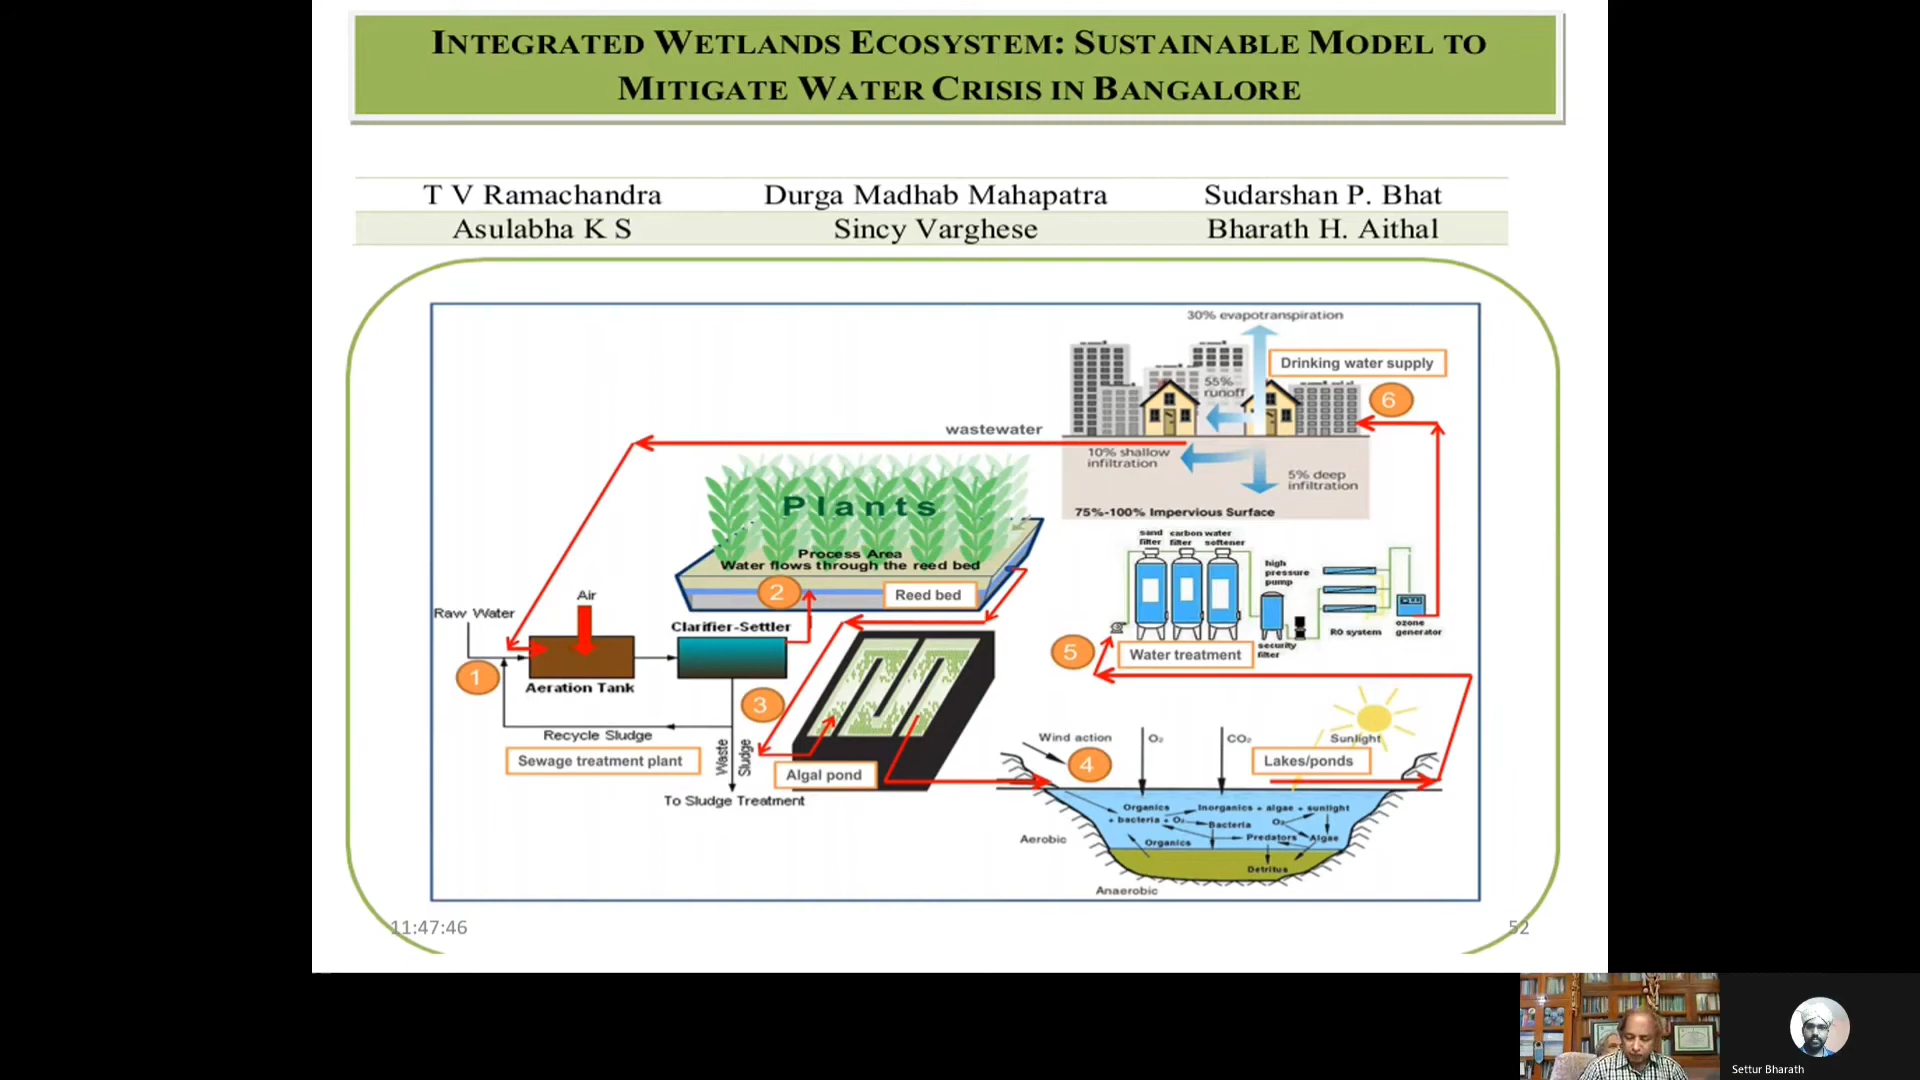 INTEGRATED WETLANDS ECOSYSTEM: SUSTAINABLE MODEL TO
MITIGATE WATER CRISIS IN BANGALORE
T V Ramachandra Durga Madhab Mahapatra Sudarshan P. Bhat
Asulabha K S Sincy Varghese Bharath H. Aithal
30% evapotranspiration
Drinking water supply
55%
runoff
6
wastewater
10% shallow
infiltration
5% deep
infiltration
75%-100% Impervious Surface
Plants
Process Area
Water flows through the reed bed
2
Reed bed
sand filter
carbon filter
water softener
high
pressure
pump
RO system
ozone
generator
security
filter
5
Water treatment
Raw Water
Air
Clarifier-Settler
1
Aeration Tank
3
Recycle Sludge
Sewage treatment plant
Waste
Sludge
To Sludge Treatment
Algal pond
Wind action
4
O₂
CO₂
Sunlight
Lakes/ponds
Organics
+ bacteria + O₂
Inorganics + algae + sunlight
Bacteria
O₂
Predators
Algae
Organics
Detritus
Aerobic
Anaerobic
11:47:46
52
Settur Bharath